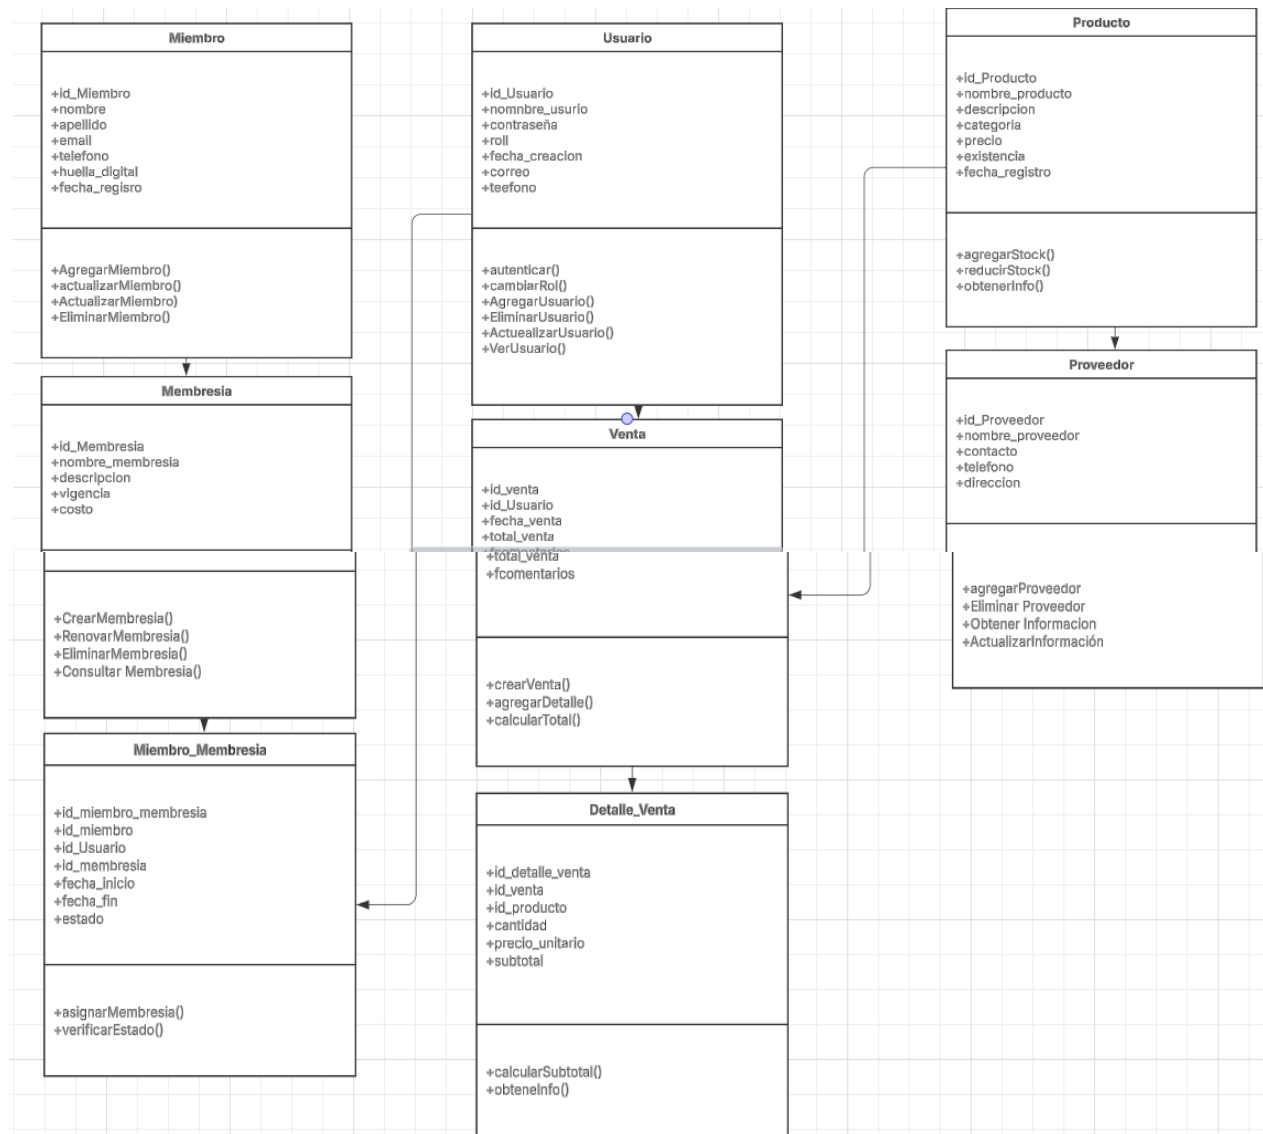 Miembro
+id_Miembro
+nombre
+apellido
+email
+telefono
+huella_digital
+fecha_regisro
+AgregarMiembro()
+actualizarMiembro()
+ActualizarMiembro)
+EliminarMiembro()
Membresia
+id_Membresia
+nombre_membresia
+descripcion
+vigencia
+costo
+CrearMembresia()
+RenovarMembresia()
+EliminarMembresia()
+Consultar Membresia()
Miembro_Membresia
+id_miembro_membresia
+id_miembro
+id_Usuario
+id_membresia
+fecha_inicio
+fecha_fin
+estado
+asignarMembresia()
+verificarEstado()
Usuario
+id_Usuario
+nomnbre_usurio
+contraseña
+roll
+fecha_creacion
+correo
+teefono
+autenticar()
+cambiarRol()
+AgregarUsuario()
+EliminarUsuario()
+ActuealizarUsuario()
+VerUsuario()
Venta
+id_venta
+id_Usuario
+fecha_venta
+total_venta
+total_venta
+fcomentarios
+crearVenta()
+agregarDetalle()
+calcularTotal()
Detalle_Venta
+id_detalle_venta
+id_venta
+id_producto
+cantidad
+precio_unitario
+subtotal
+calcularSubtotal()
+obteneInfo()
Producto
+id_Producto
+nombre_producto
+descripcion
+categoria
+precio
+existencia
+fecha_registro
+agregarStock()
+reducirStock()
+obtenerInfo()
Proveedor
+id_Proveedor
+nombre_proveedor
+contacto
+telefono
+direccion
+agregarProveedor
+Eliminar Proveedor
+Obtener Informacion
+ActualizarInformación